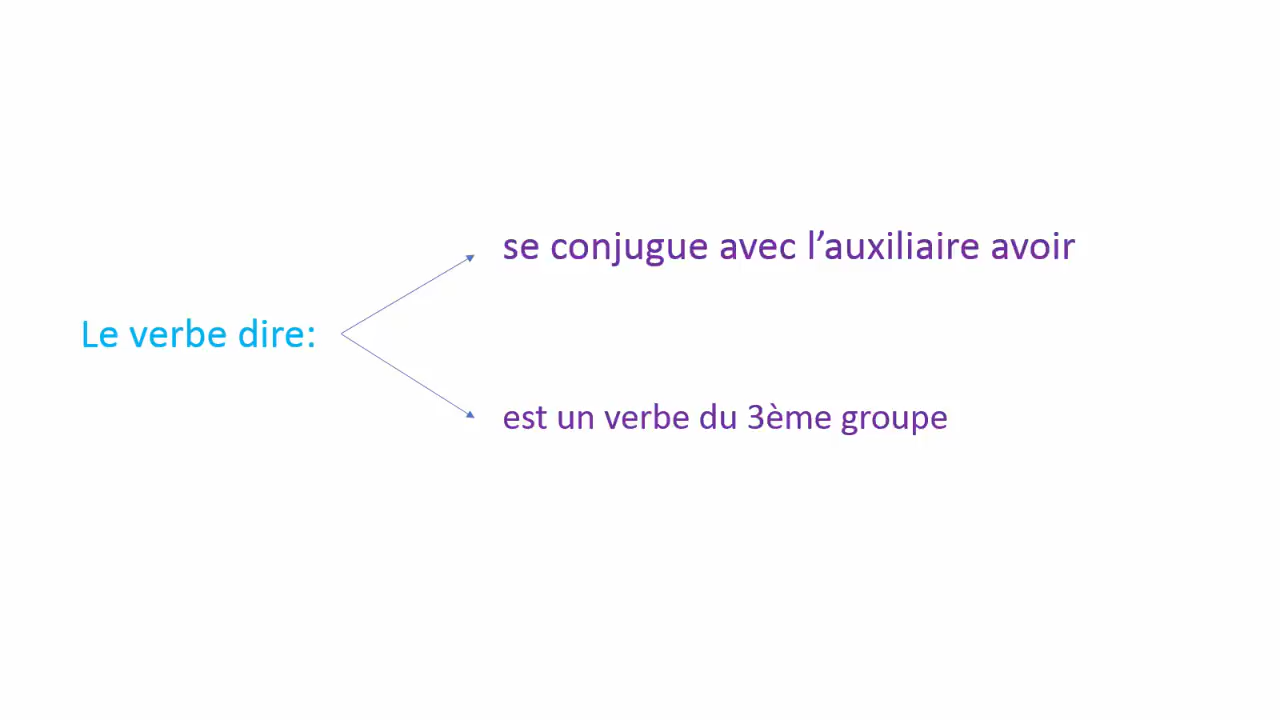 se conjugue avec l’auxiliaire avoir
Le verbe dire:
est un verbe du 3ème groupe